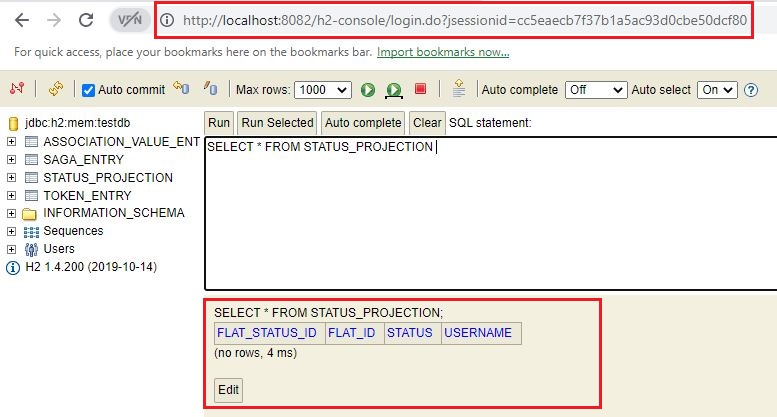 VPN
http://localhost:8082/h2-console/login.do?jsessionid=cc5eaecb7f37b1a5ac93d0cbe50dcf80
For quick access, place your bookmarks here on the bookmarks bar. Import bookmarks now...
Auto commit Max rows: 1000 Auto complete Off Auto select On
jdbc:h2:mem:testdb
ASSOCIATION_VALUE_ENT
SAGA_ENTRY
STATUS_PROJECTION
TOKEN_ENTRY
INFORMATION_SCHEMA
Sequences
Users
H2 1.4.200 (2019-10-14)
Run Run Selected Auto complete Clear SQL statement:
SELECT * FROM STATUS_PROJECTION
SELECT * FROM STATUS_PROJECTION;
FLAT_STATUS_ID FLAT_ID STATUS USERNAME
(no rows, 4 ms)
Edit